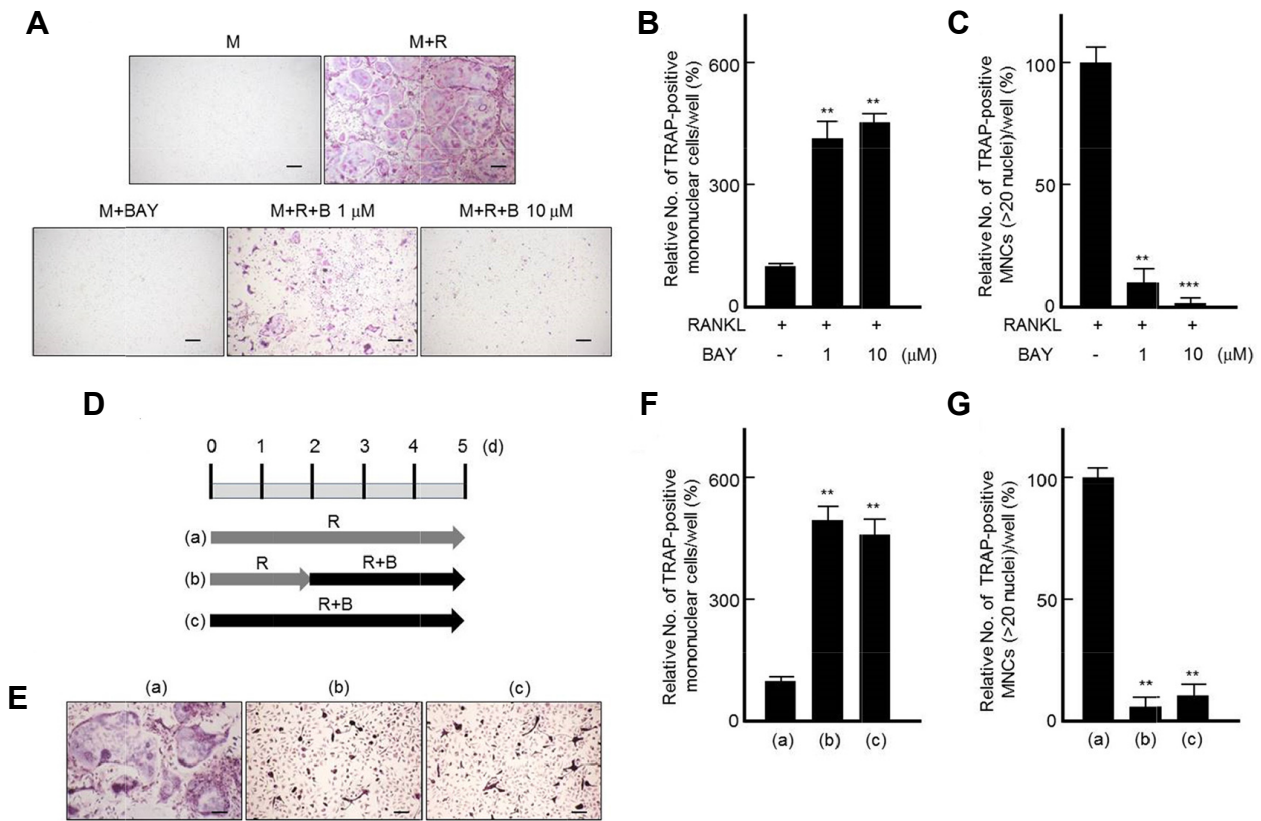 A
M
M+R
M+BAY
M+R+B 1 μM
M+R+B 10 μM
B
Relative No. of TRAP-positive
mononuclear cells/well (%)
600
300
0
**
**
RANKL + + +
BAY - 1 10 (μM)
C
Relative No. of TRAP-positive
MNCs (>20 nuclei)/well (%)
100
50
0
**
***
RANKL + + +
BAY - 1 10 (μM)
D
0 1 2 3 4 5 (d)
(a)
R
(b)
R
R+B
(c)
R+B
E
(a)
(b)
(c)
F
Relative No. of TRAP-positive
mononuclear cells/well (%)
600
300
0
**
**
(a) (b) (c)
G
Relative No. of TRAP-positive
MNCs (>20 nuclei)/well (%)
100
50
0
**
**
(a) (b) (c)